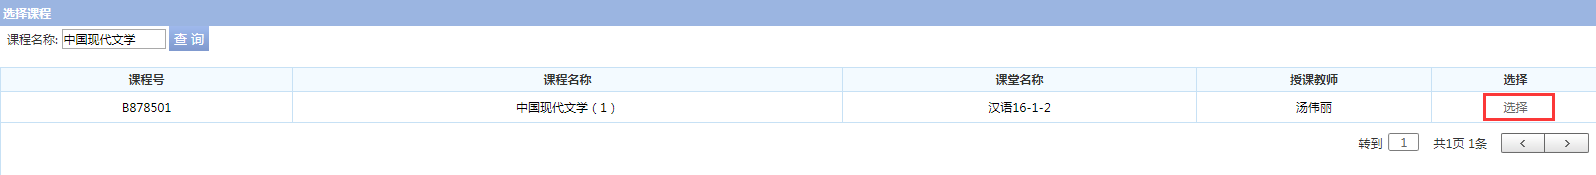 选择课程
课程名称: 中国现代文学 查 询
课程号 课程名称 课堂名称 授课教师 选择
B878501 中国现代文学（1） 汉语16-1-2 汤伟丽 选择
转到 1 共1页 1条 < >